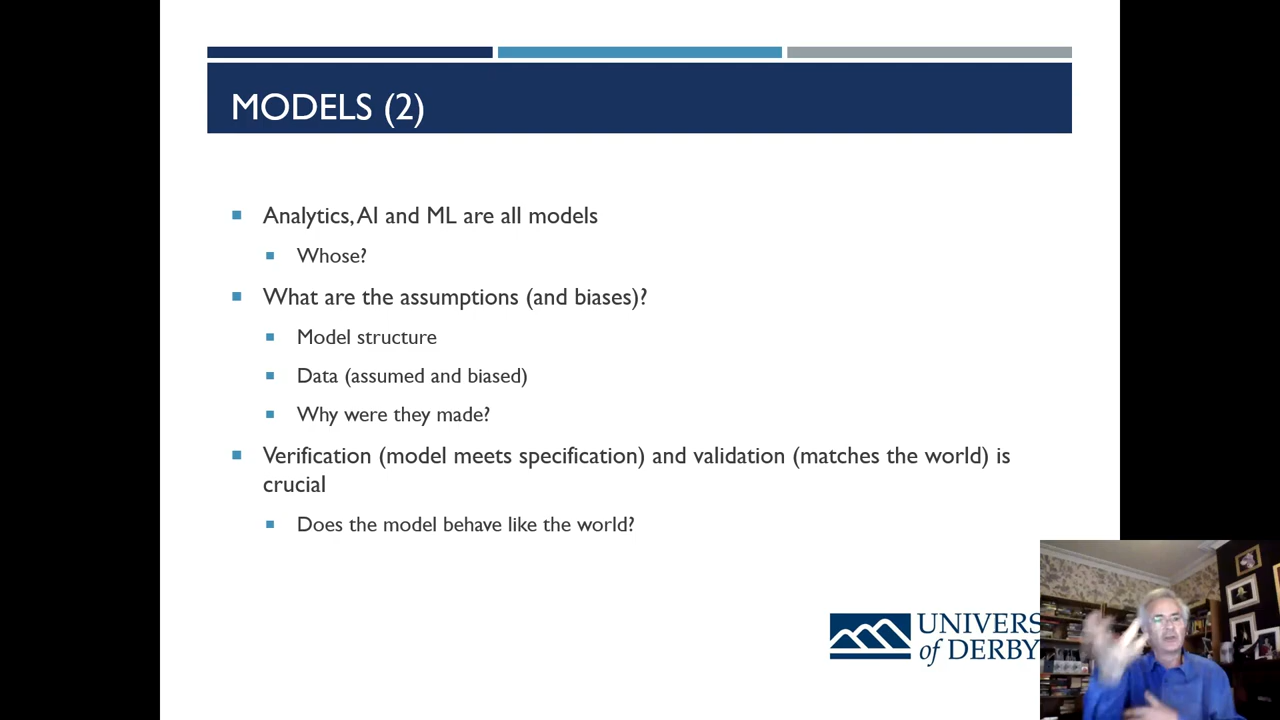 MODELS (2)
Analytics, AI and ML are all models
Whose?
What are the assumptions (and biases)?
Model structure
Data (assumed and biased)
Why were they made?
Verification (model meets specification) and validation (matches the world) is
crucial
Does the model behave like the world?
UNIVERS
of DERBY